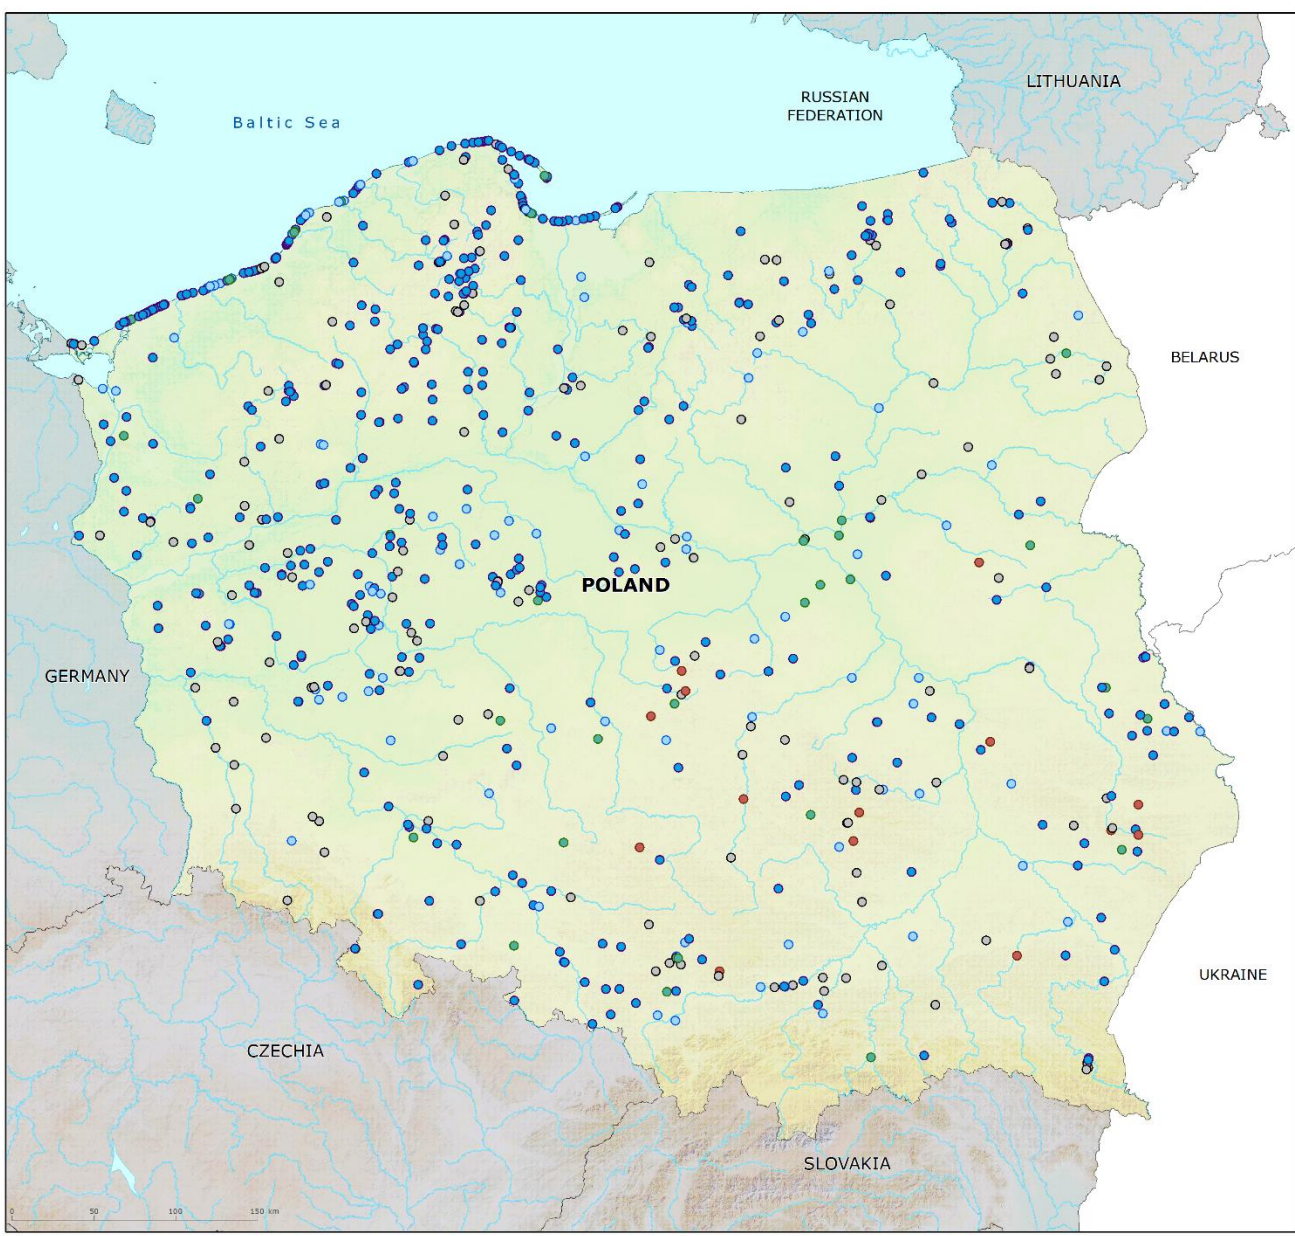 LITHUANIA
RUSSIAN
FEDERATION
Baltic Sea
BELARUS
POLAND
GERMANY
UKRAINE
CZECHIA
SLOVAKIA
0 50 100 150 km